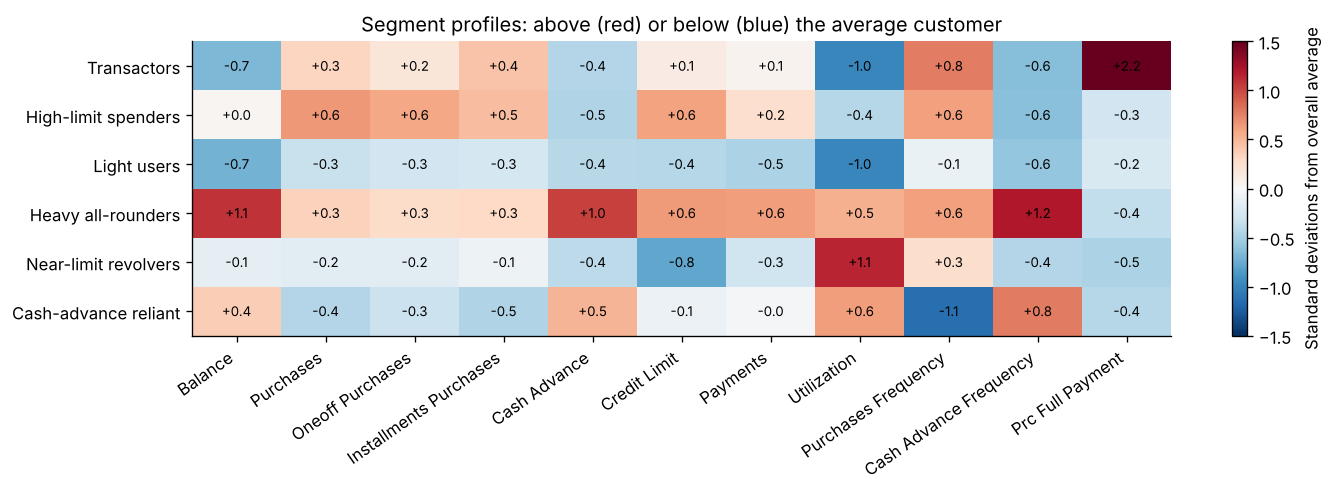 Segment profiles: above (red) or below (blue) the average customer
Transactors -0.7 +0.3 +0.2 +0.4 -0.4 +0.1 +0.1 -1.0 +0.8 -0.6 +2.2
High-limit spenders +0.0 +0.6 +0.6 +0.5 -0.5 +0.6 +0.2 -0.4 +0.6 -0.6 -0.3
Light users -0.7 -0.3 -0.3 -0.3 -0.4 -0.4 -0.5 -1.0 -0.1 -0.6 -0.2
Heavy all-rounders +1.1 +0.3 +0.3 +0.3 +1.0 +0.6 +0.6 +0.5 +0.6 +1.2 -0.4
Near-limit revolvers -0.1 -0.2 -0.2 -0.1 -0.4 -0.8 -0.3 +1.1 +0.3 -0.4 -0.5
Cash-advance reliant +0.4 -0.4 -0.3 -0.5 +0.5 -0.1 -0.0 +0.6 -1.1 +0.8 -0.4
Balance
Purchases
Oneoff Purchases
Installments Purchases
Cash Advance
Credit Limit
Payments
Utilization
Purchases Frequency
Cash Advance Frequency
Prc Full Payment
1.5
1.0
0.5
0.0
−0.5
−1.0
−1.5
Standard deviations from overall average